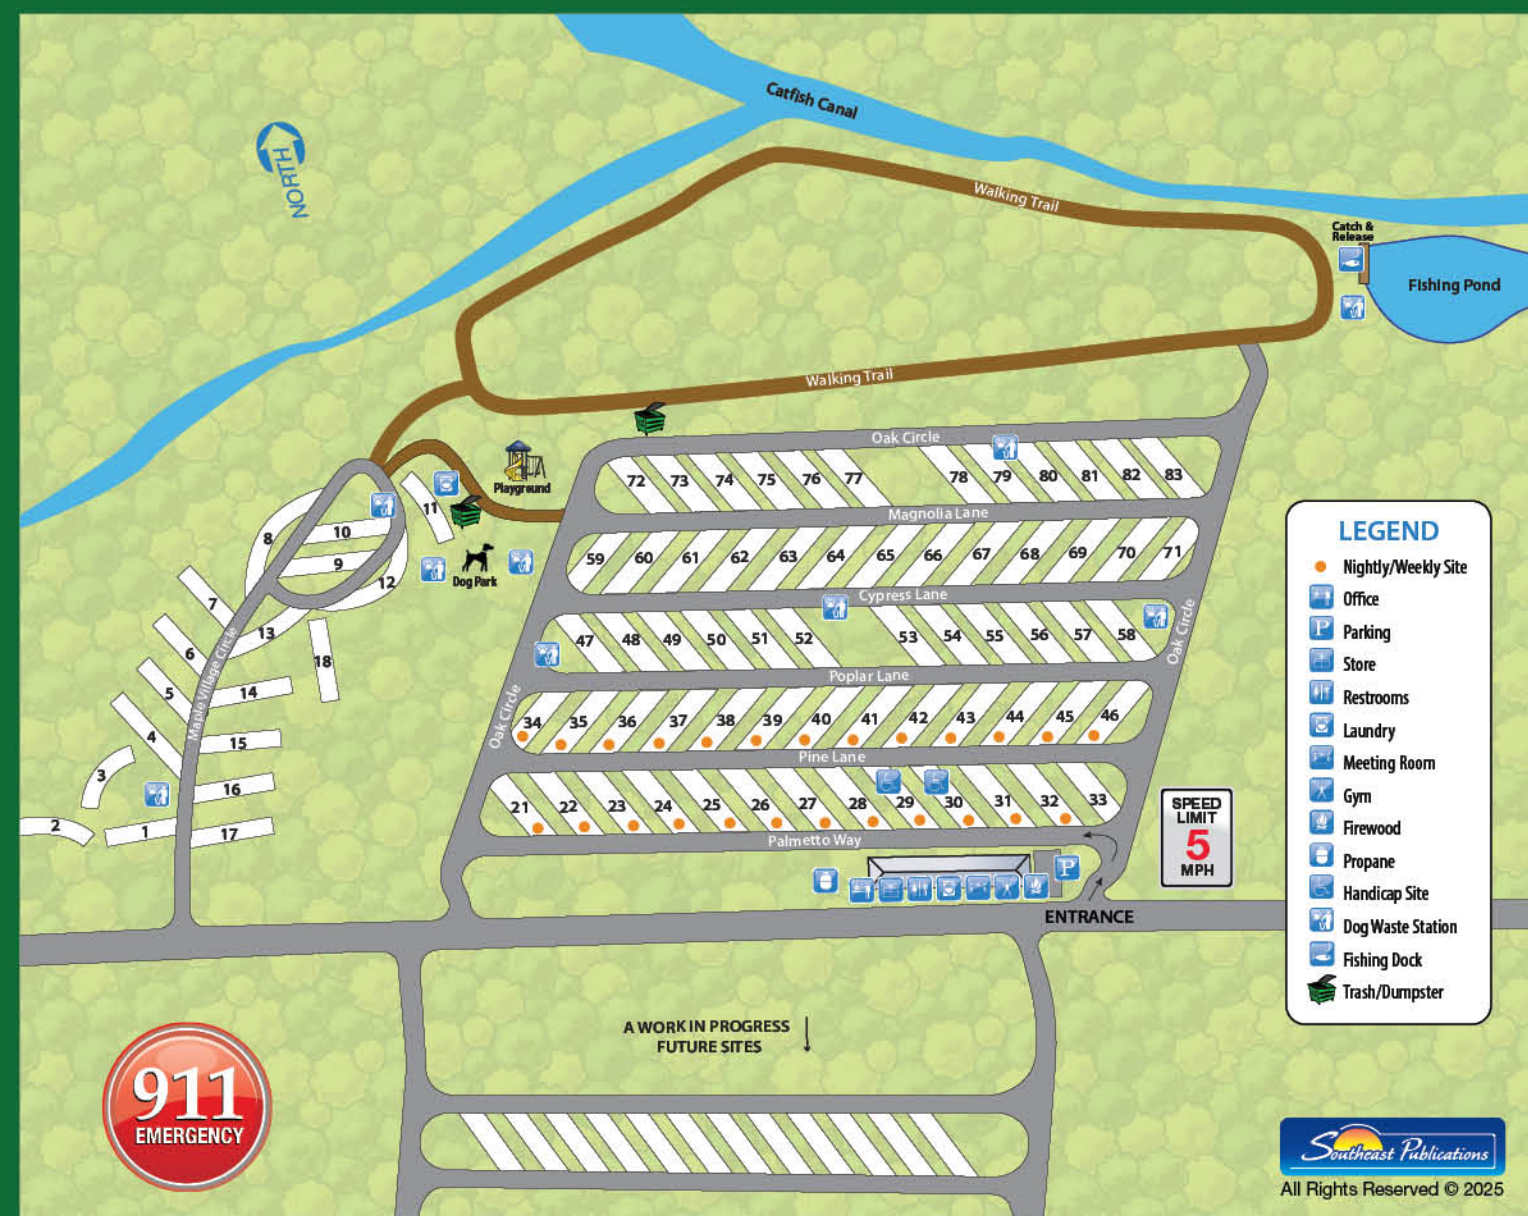 Catfish Canal
NORTH
Walking Trail
Catch &
Release
Fishing Pond
Walking Trail
Oak Circle
72 73 74 75 76 77 78 79 80 81 82 83
Magnolia Lane
Playground
11
8
10
9
12
Dog Park
59 60 61 62 63 64 65 66 67 68 69 70 71
Cypress Lane
7
13
6
18
5
14
4
15
3
16
2
1
17
Maple Village Circle
47 48 49 50 51 52 53 54 55 56 57 58
Oak Circle
Poplar Lane
Oak Circle
34 35 36 37 38 39 40 41 42 43 44 45 46
Pine Lane
21 22 23 24 25 26 27 28 29 30 31 32 33
Palmetto Way
P
ENTRANCE
SPEED
LIMIT
5
MPH
LEGEND
Nightly/Weekly Site
Office
P Parking
Store
Restrooms
Laundry
Meeting Room
Gym
Firewood
Propane
Handicap Site
Dog Waste Station
Fishing Dock
Trash/Dumpster
A WORK IN PROGRESS
FUTURE SITES
911
EMERGENCY
Southeast Publications
All Rights Reserved © 2025